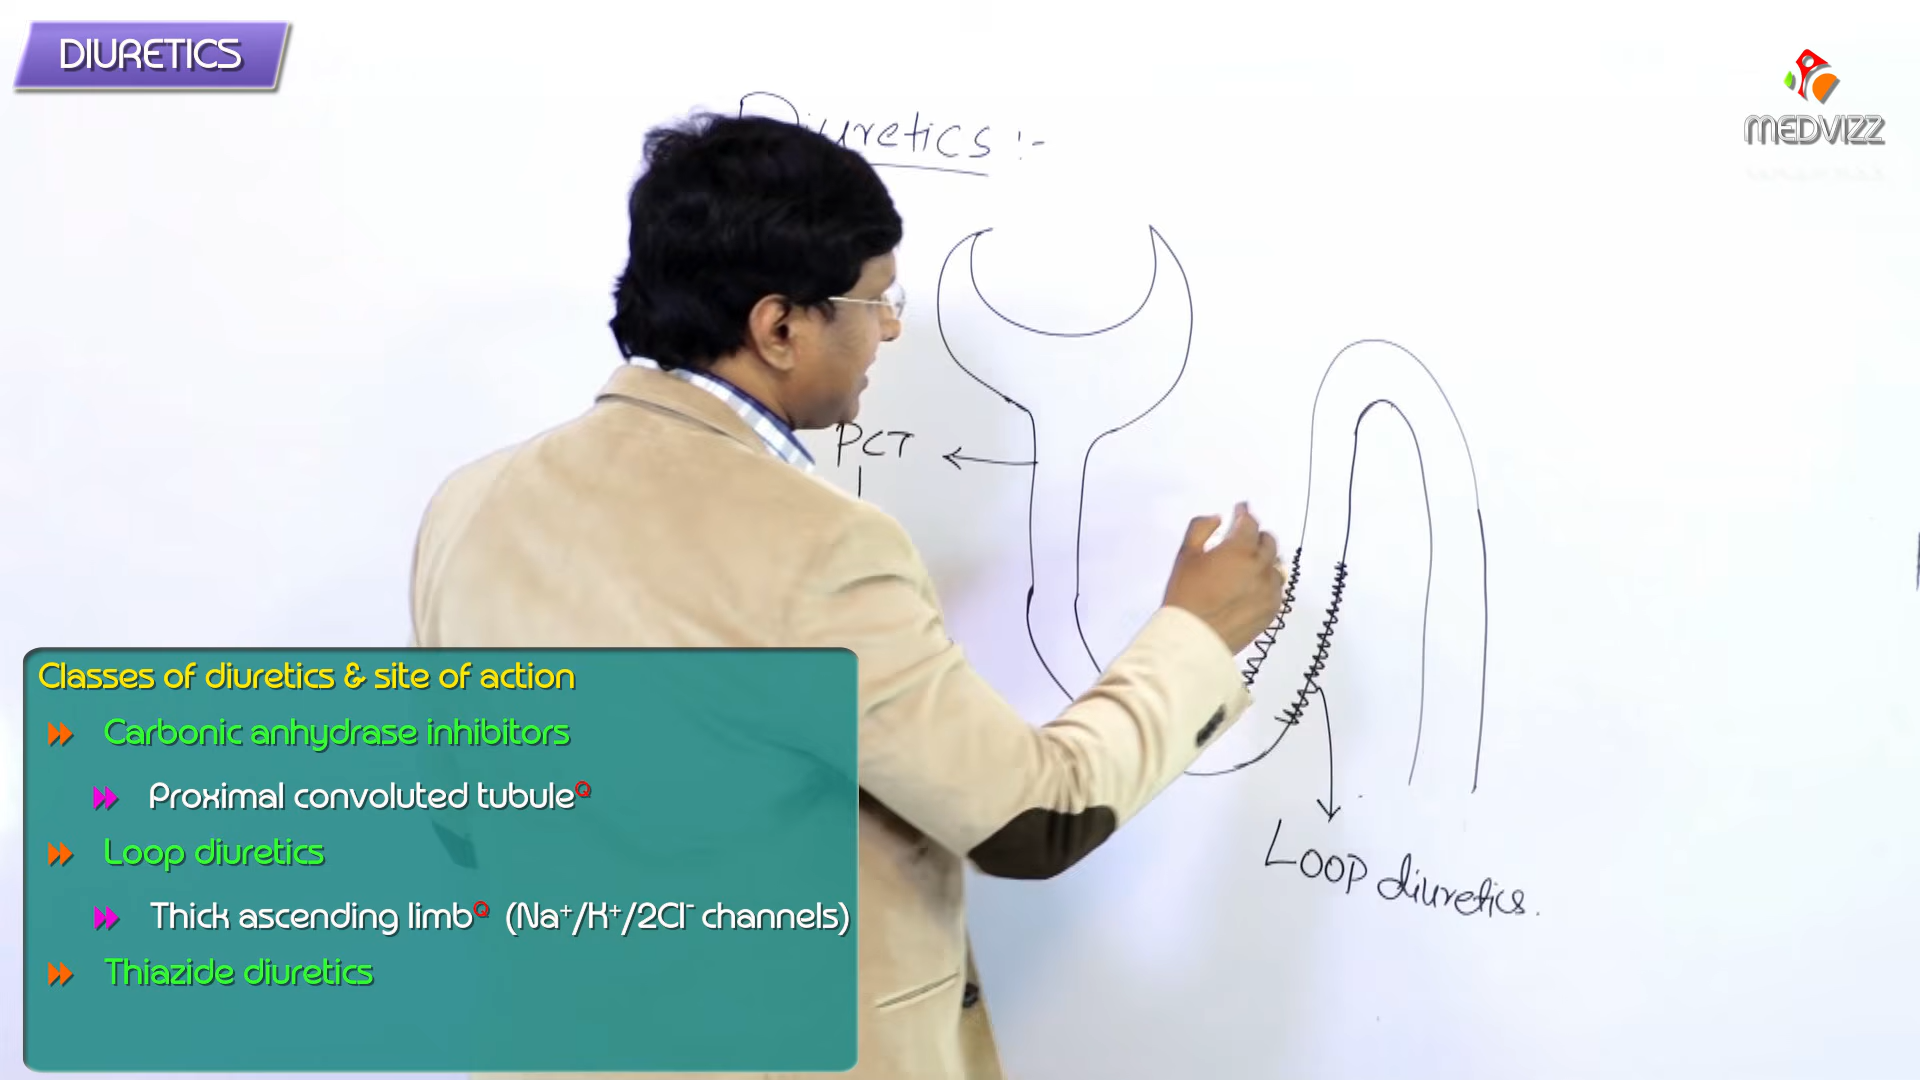 DIURETICS
MEDVIZZ
Diuretics :-
PCT
Loop diuretics.
Classes of diuretics & site of action
Carbonic anhydrase inhibitors
Proximal convoluted tubule^Q
Loop diuretics
Thick ascending limb^Q (Na⁺/K⁺/2Cl⁻ channels)
Thiazide diuretics